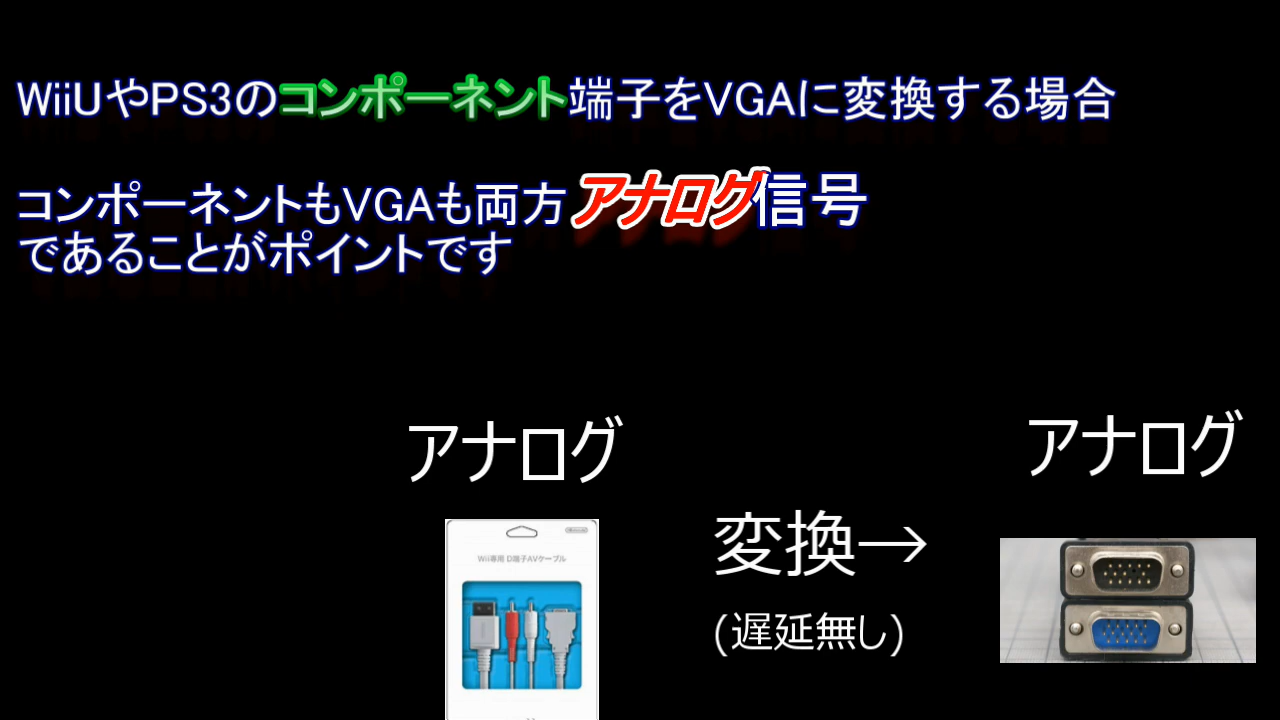 WiiUやPS3のコンポーネント端子をVGAに変換する場合
コンポーネントもVGAも両方アナログ信号
であることがポイントです
アナログ
アナログ
変換→
(遅延無し)
Wii専用 D端子AVケーブル